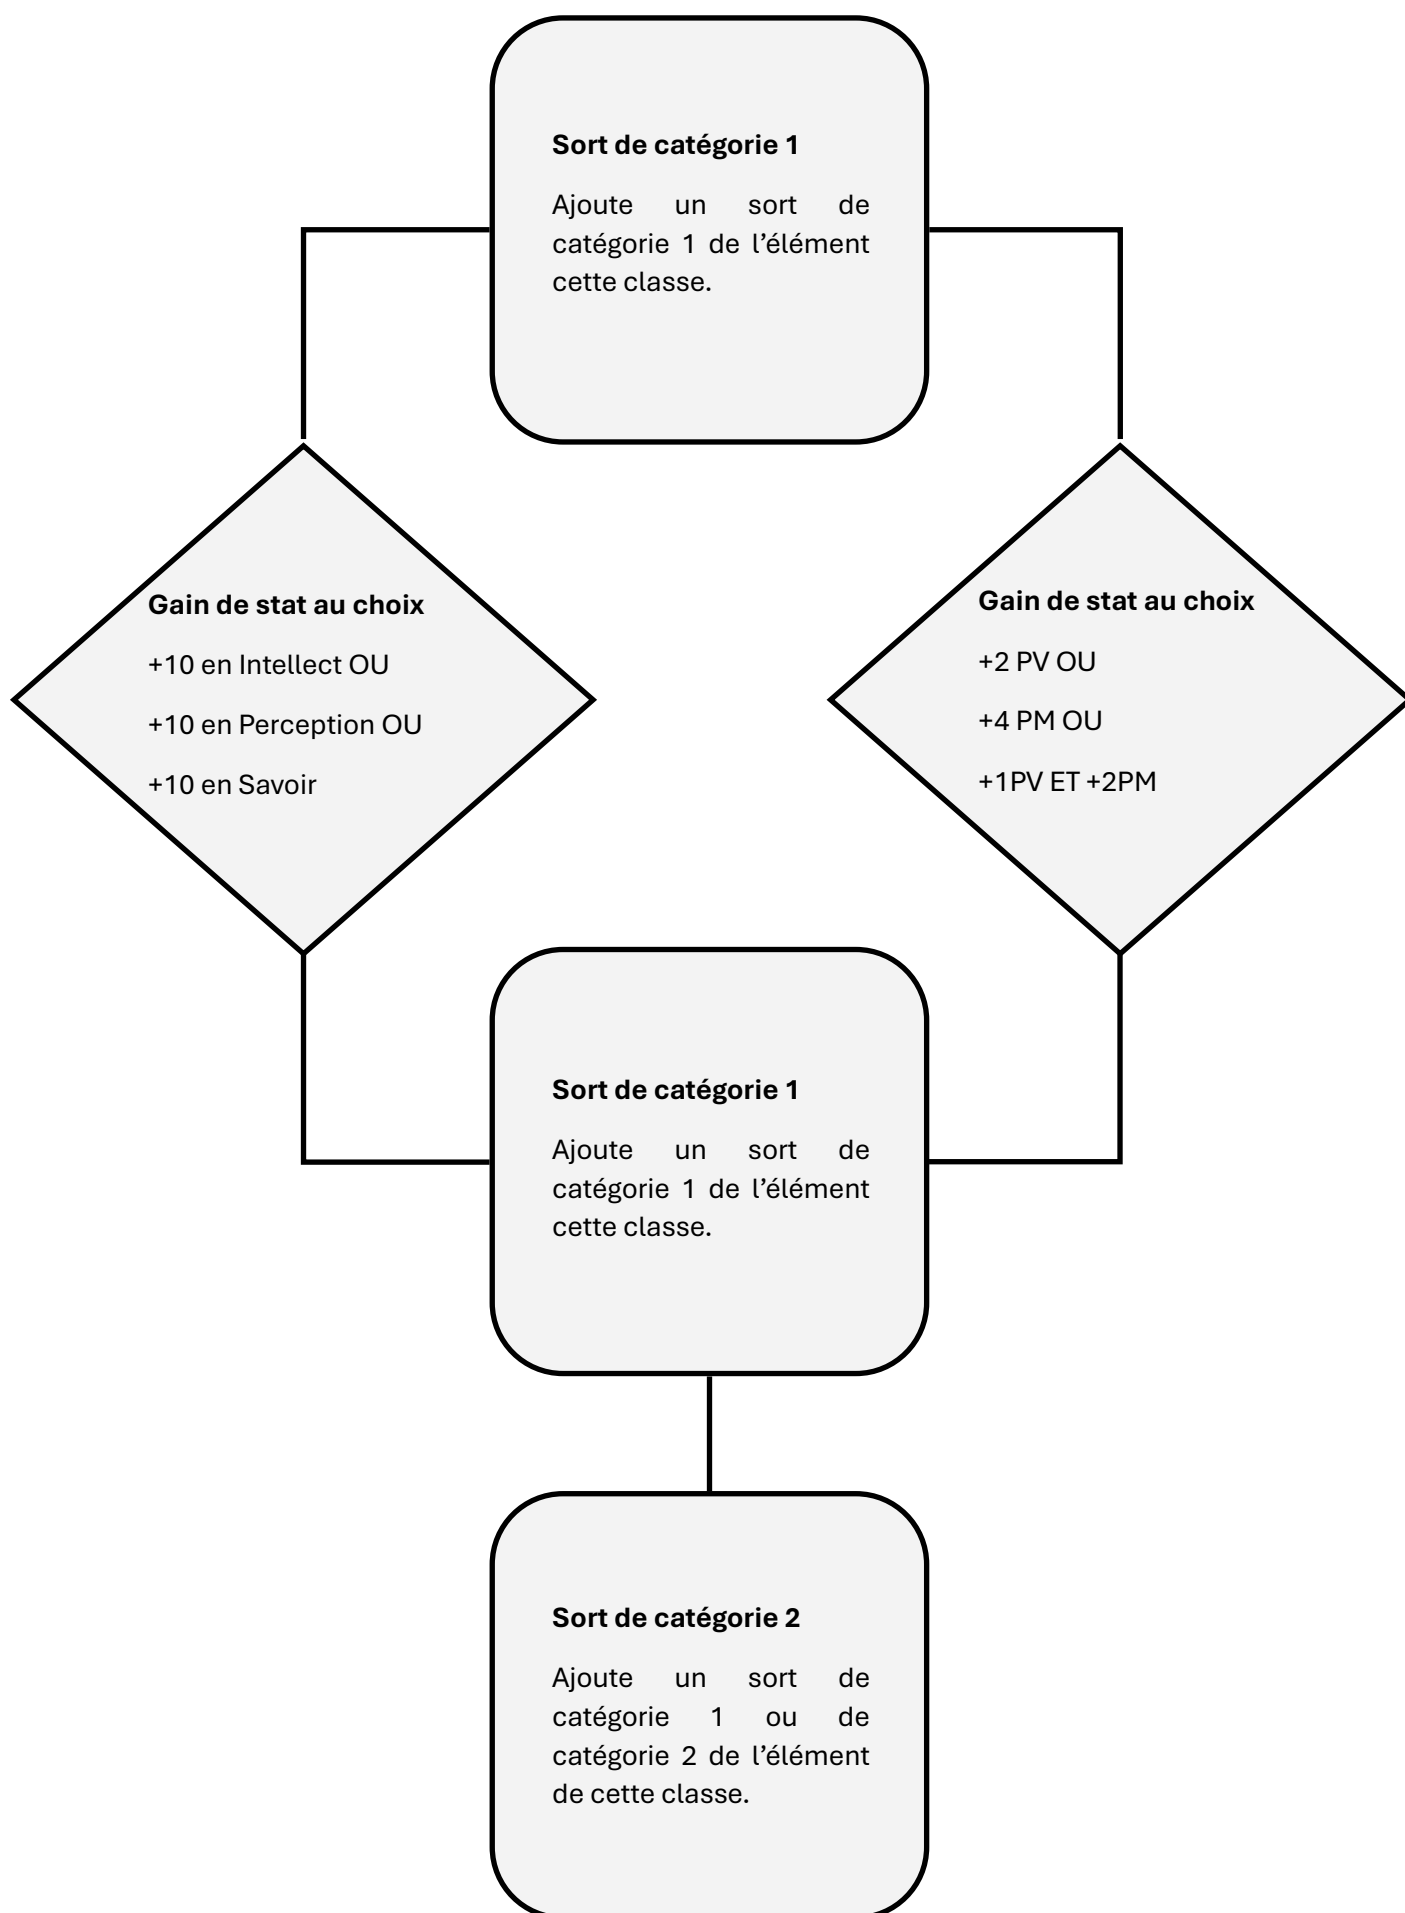 Sort de catégorie 1
Ajoute un sort de
catégorie 1 de l’élément
cette classe.
Gain de stat au choix
+10 en Intellect OU
+10 en Perception OU
+10 en Savoir
Gain de stat au choix
+2 PV OU
+4 PM OU
+1PV ET +2PM
Sort de catégorie 1
Ajoute un sort de
catégorie 1 de l’élément
cette classe.
Sort de catégorie 2
Ajoute un sort de
catégorie 1 ou de
catégorie 2 de l’élément
de cette classe.